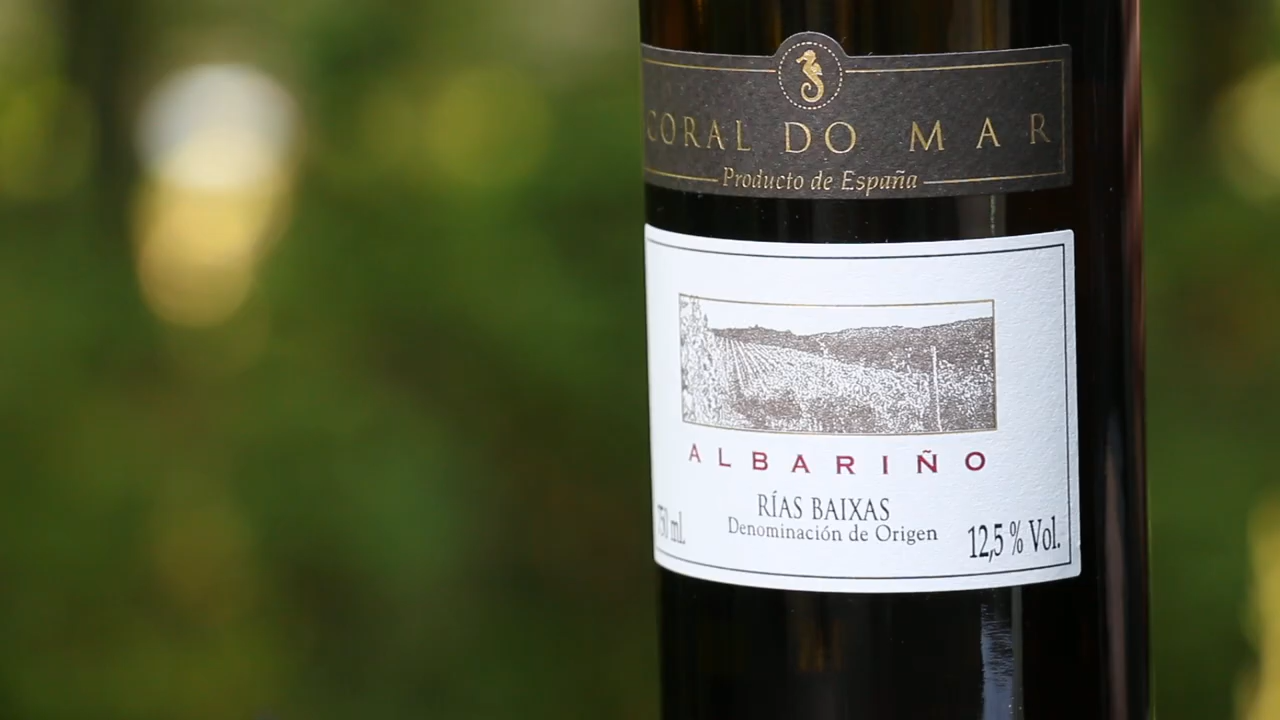 CORAL DO MAR
Producto de España
ALBARIÑO
RÍAS BAIXAS
Denominación de Origen
750 ml.
12,5 % Vol.